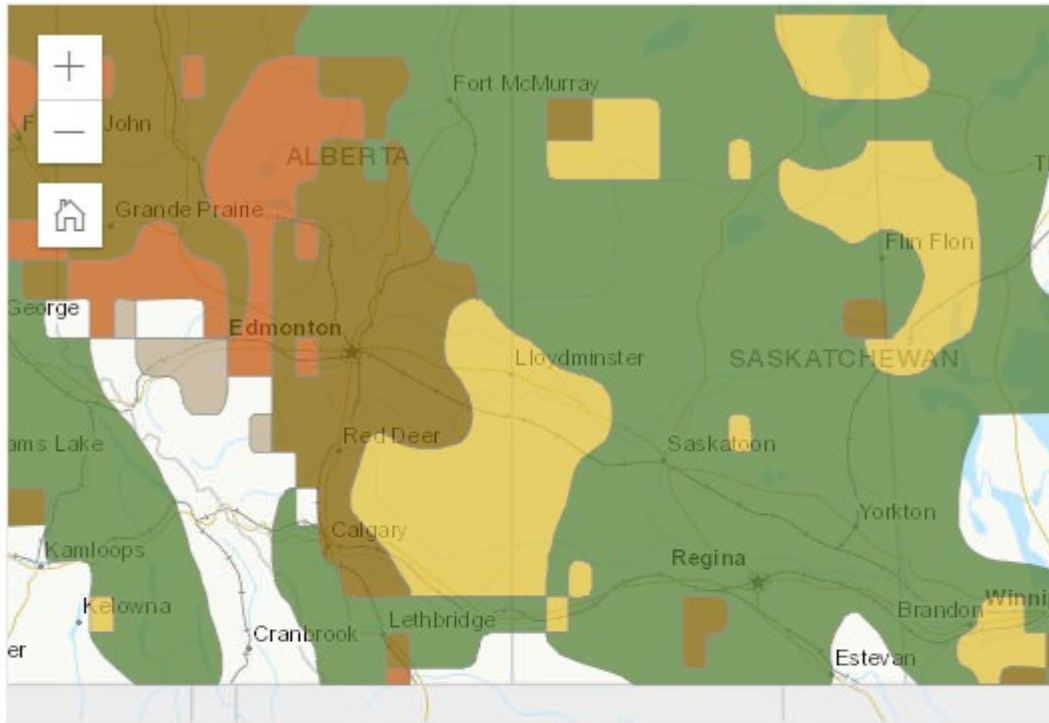 +
Fort McMurray
−
F
John
ALBERTA
T
Grande Prairie...
Flin Flon
George
Edmonton
Lloydminster
SASKATCHEWAN
ams Lake
Red Deer
Saskatoon
Calgary
Yorkton
Kamloops
Regina
Kelowna
Lethbridge
Brandon
Winni
Cranbrook
er
Estevan